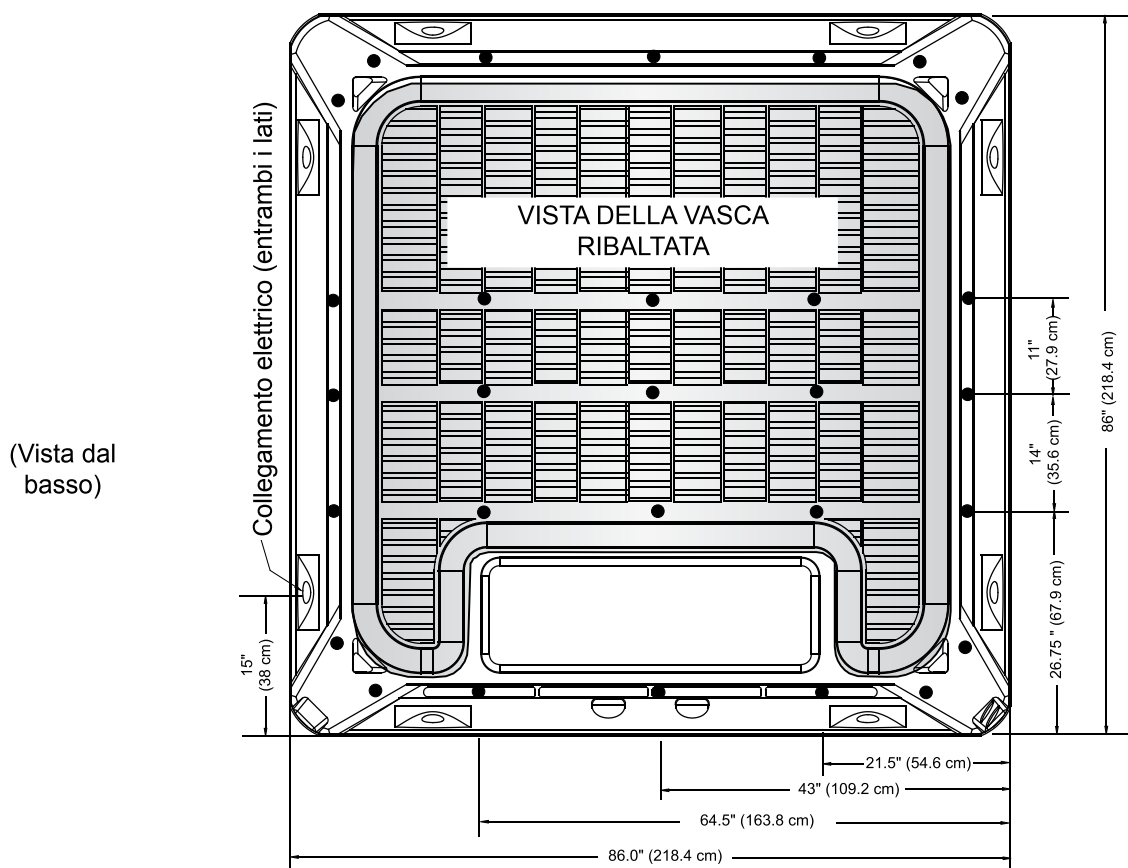 VISTA DELLA VASCA
RIBALTATA
Collegamento elettrico (entrambi i lati)
(Vista dal
basso)
11"
(27.9 cm)
14"
(35.6 cm)
26.75 " (67.9 cm)
86" (218.4 cm)
15"
(38 cm)
21.5" (54.6 cm)
43" (109.2 cm)
64.5" (163.8 cm)
86.0" (218.4 cm)